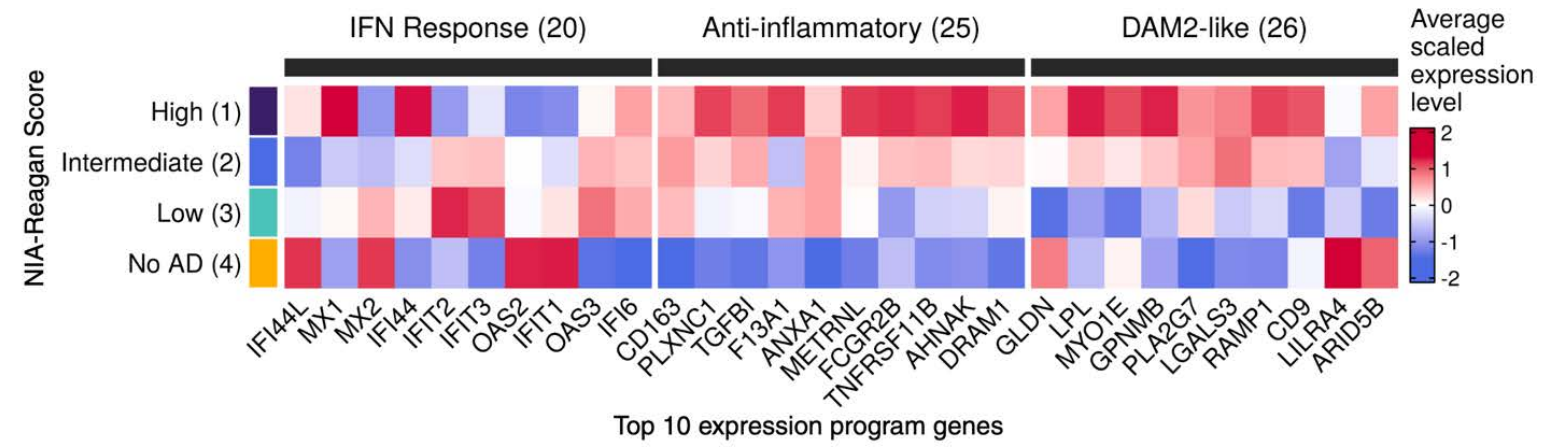 IFN Response (20)
Anti-inflammatory (25)
DAM2-like (26)
Average
scaled
expression
level
2
1
0
-1
-2
NIA-Reagan Score
High (1)
Intermediate (2)
Low (3)
No AD (4)
IFI44L
MX1
MX2
IFI44
IFIT2
IFIT3
OAS2
IFIT1
OAS3
IFI6
CD163
PLXNC1
TGFBI
F13A1
ANXA1
METRNL
FCGR2B
TNFRSF11B
AHNAK
DRAM1
GLDN
LPL
MYO1E
GPNMB
PLA2G7
LGALS3
RAMP1
CD9
LILRA4
ARID5B
Top 10 expression program genes